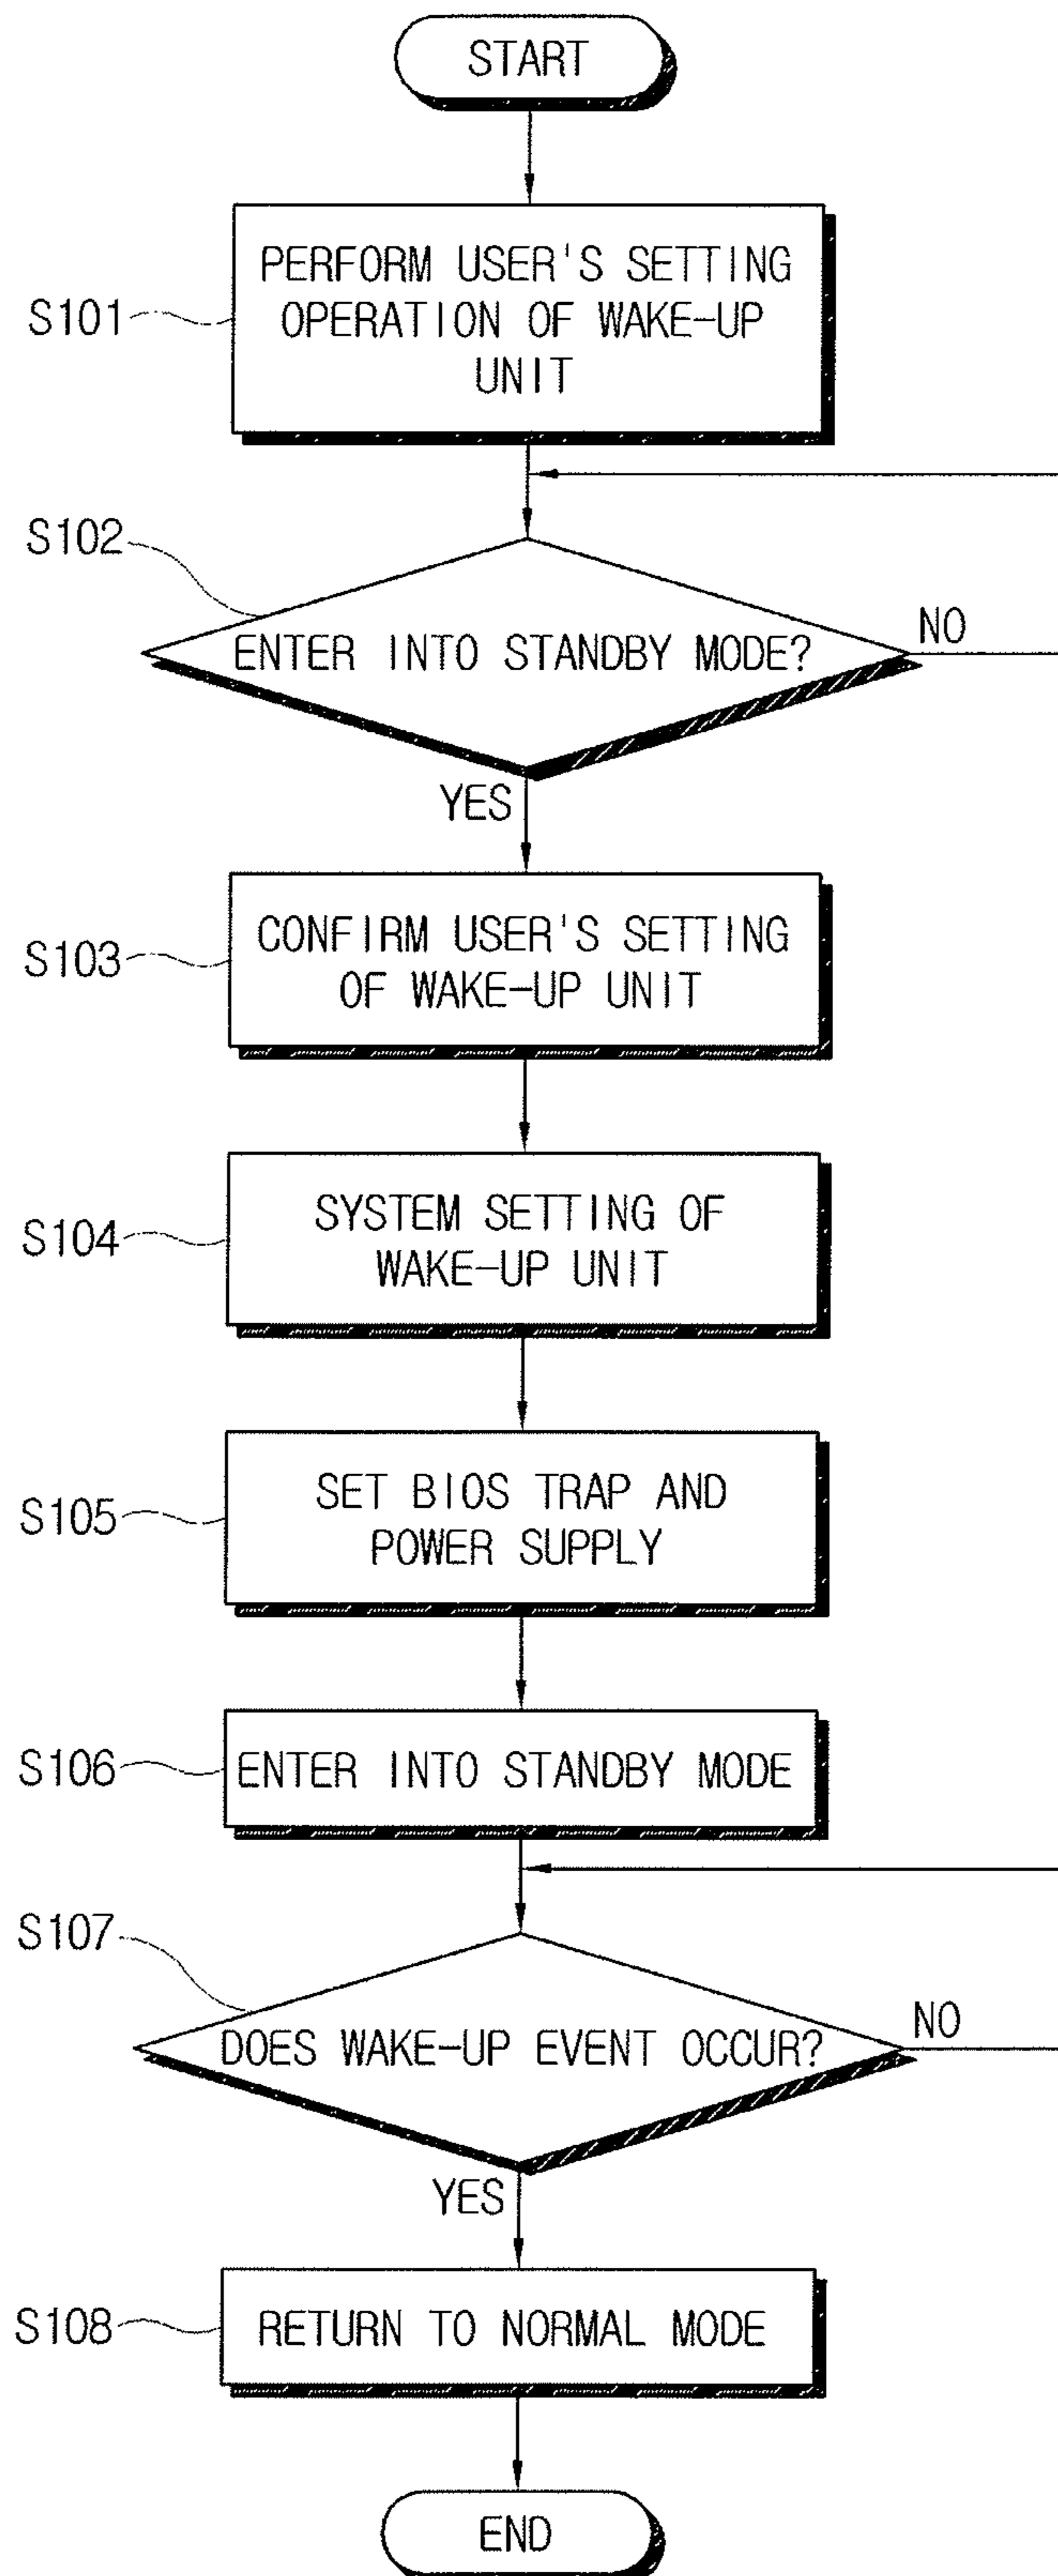 START
PERFORM USER'S SETTING
OPERATION OF WAKE-UP
UNIT
S101
S102
ENTER INTO STANDBY MODE?
NO
YES
CONFIRM USER'S SETTING
OF WAKE-UP UNIT
S103
SYSTEM SETTING OF
WAKE-UP UNIT
S104
SET BIOS TRAP AND
POWER SUPPLY
S105
S106
ENTER INTO STANDBY MODE
S107
DOES WAKE-UP EVENT OCCUR?
NO
YES
S108
RETURN TO NORMAL MODE
END